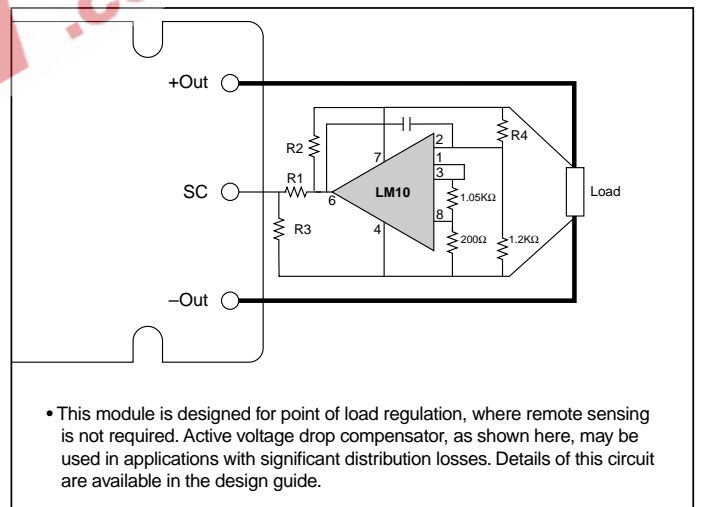 .co
+Out
R2
R4
2
1
7
3
R1
SC
LM10
1.05KΩ
Load
6
8
R3
4
200Ω
1.2KΩ
–Out
• This module is designed for point of load regulation, where remote sensing
is not required. Active voltage drop compensator, as shown here, may be
used in applications with significant distribution losses. Details of this circuit
are available in the design guide.